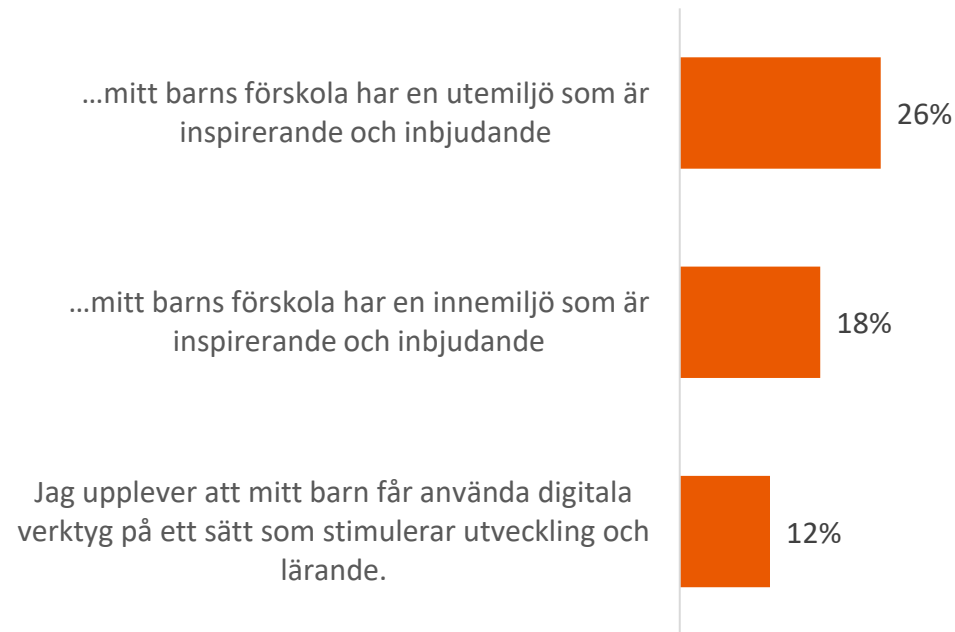 ...mitt barns förskola har en utemiljö som är
inspirerande och inbjudande
26%
...mitt barns förskola har en innemiljö som är
inspirerande och inbjudande
18%
Jag upplever att mitt barn får använda digitala
verktyg på ett sätt som stimulerar utveckling och
lärande.
12%